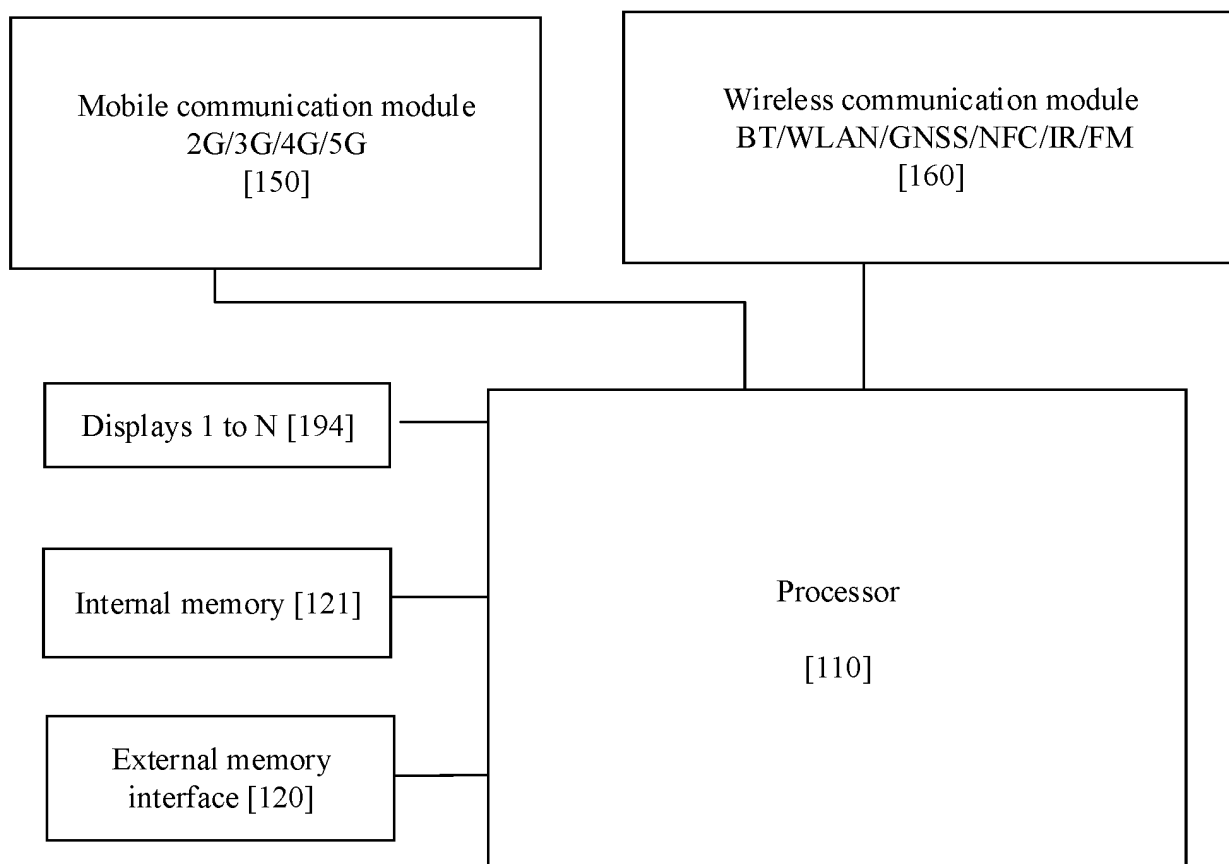 Mobile communication module
2G/3G/4G/5G
[150]
Wireless communication module
BT/WLAN/GNSS/NFC/IR/FM
[160]
Displays 1 to N [194]
Internal memory [121]
External memory
interface [120]
Processor
[110]